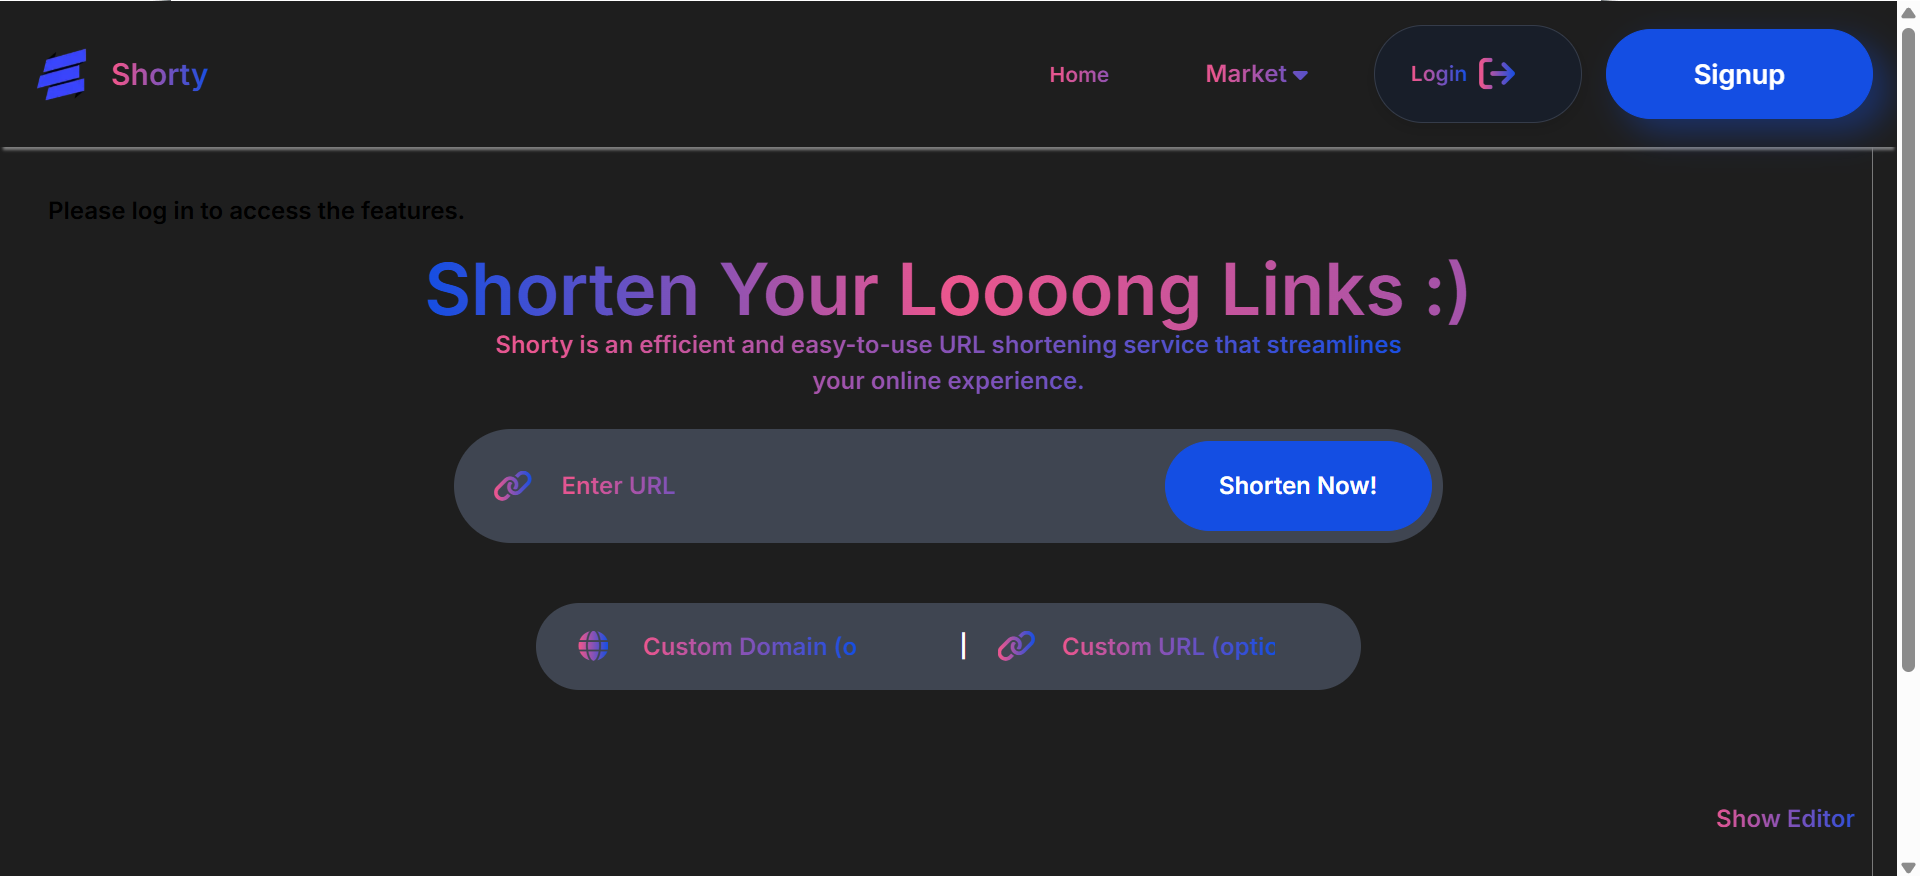 Shorty
Home
Market
Login
Signup
Please log in to access the features.
Shorten Your Loooong Links :)
Shorty is an efficient and easy-to-use URL shortening service that streamlines
your online experience.
Enter URL
Shorten Now!
Custom Domain (o
|
Custom URL (optic
Show Editor